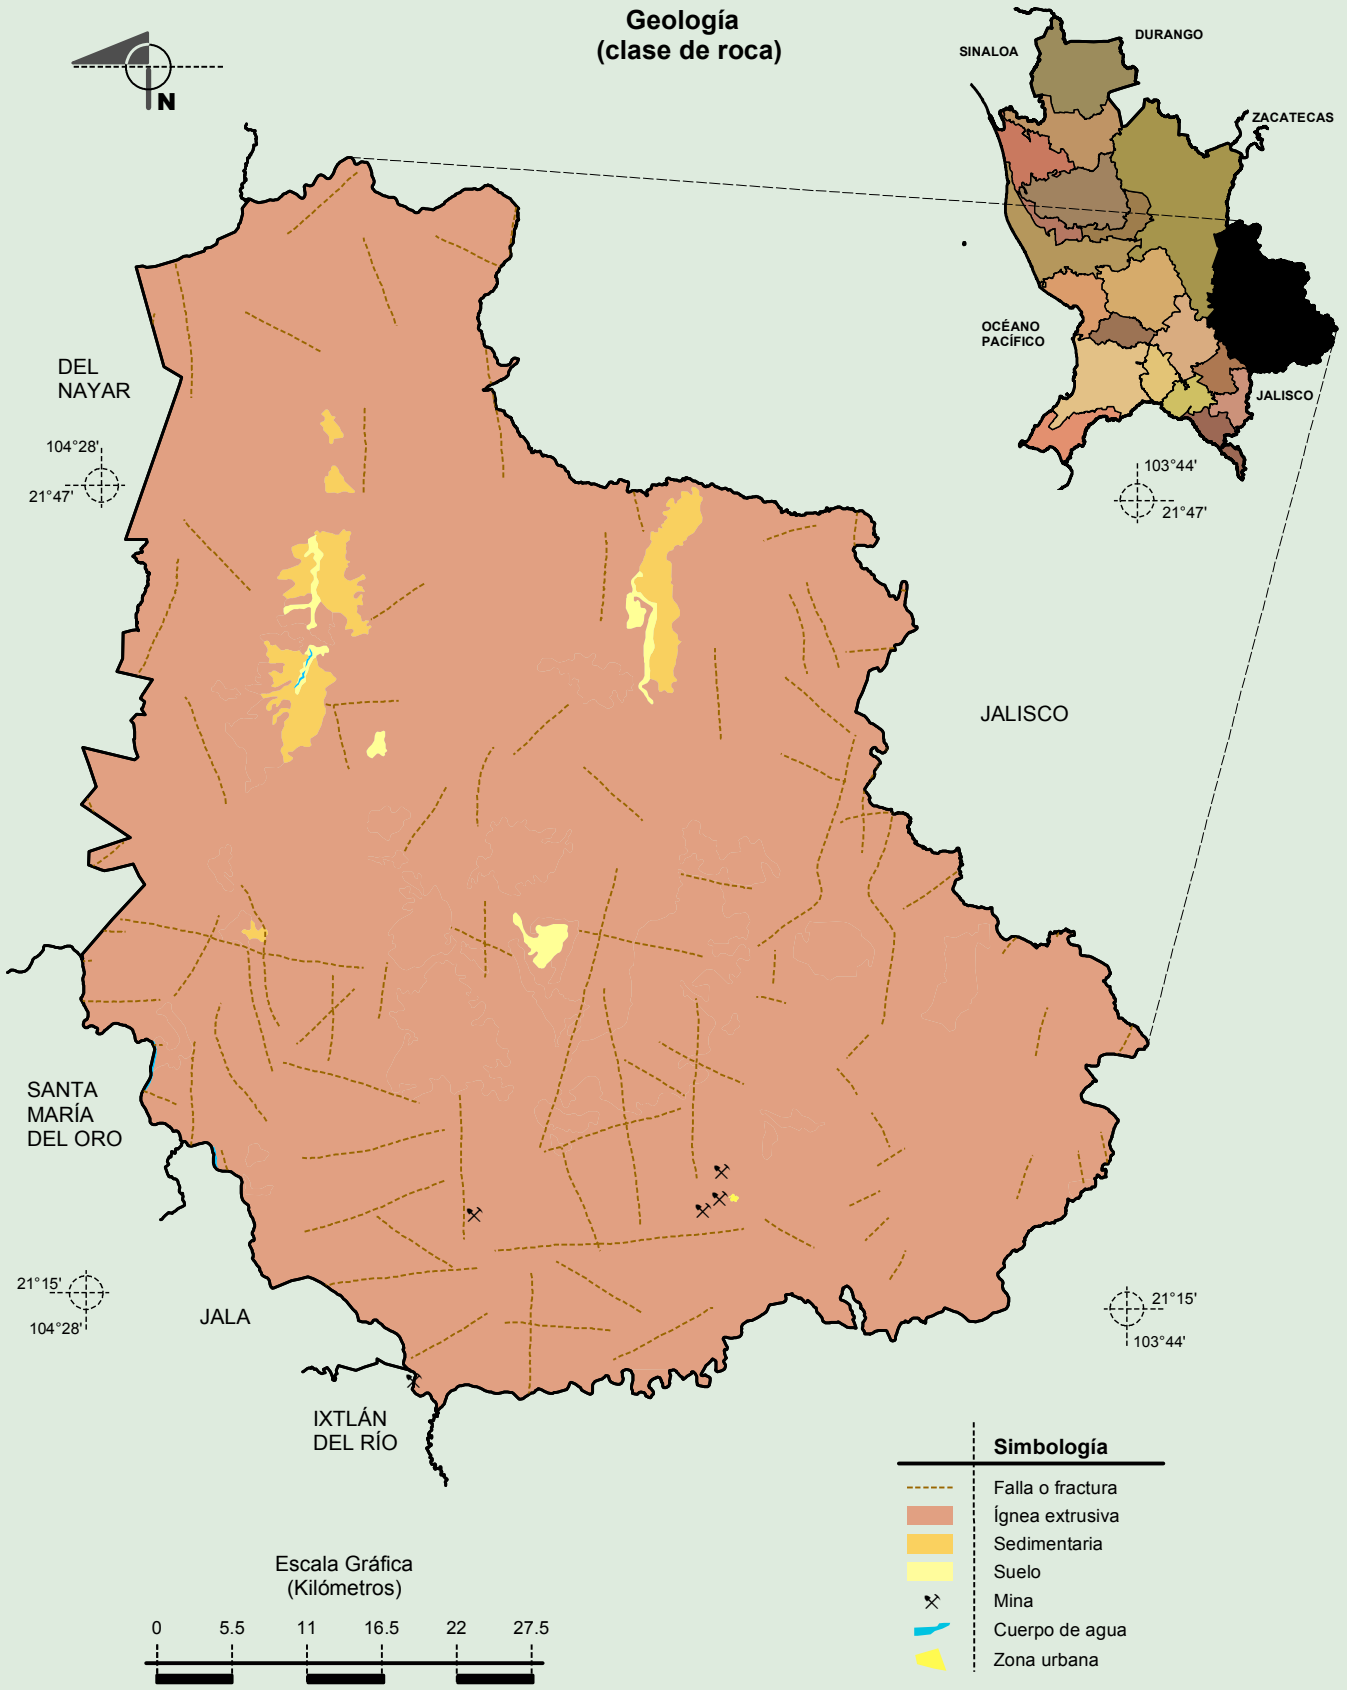 Geología
(clase de roca)
N
SINALOA
DURANGO
ZACATECAS
OCÉANO
PACÍFICO
JALISCO
DEL
NAYAR
104°28'
21°47'
103°44'
21°47'
JALISCO
SANTA
MARÍA
DEL ORO
21°15'
104°28'
JALA
21°15'
103°44'
IXTLÁN
DEL RÍO
Simbología
Falla o fractura
Ígnea extrusiva
Sedimentaria
Suelo
Mina
Cuerpo de agua
Zona urbana
Escala Gráfica
(Kilómetros)
0 5.5 11 16.5 22 27.5